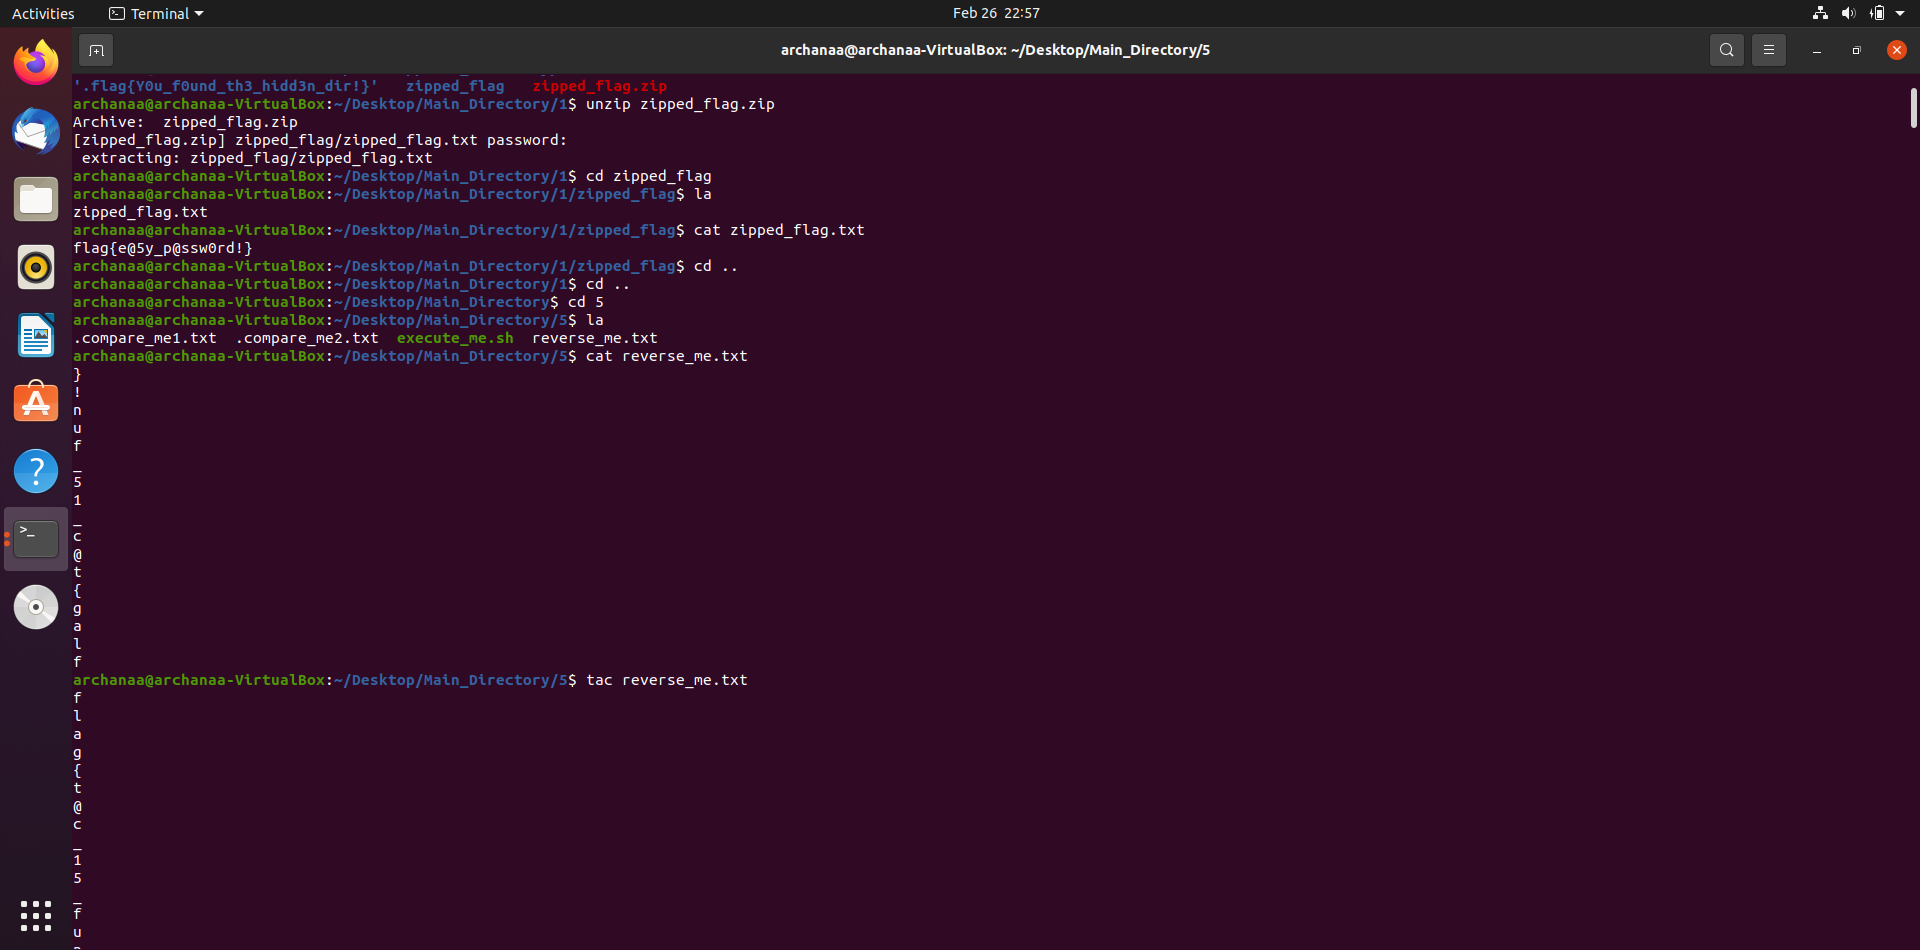 Activities
Terminal
Feb 26 22:57
archanaa@archanaa-VirtualBox: ~/Desktop/Main_Directory/5
'.flag{Y0u_f0und_th3_hidd3n_dir!}'   zipped_flag   zipped_flag.zip
archanaa@archanaa-VirtualBox:~/Desktop/Main_Directory/1$ unzip zipped_flag.zip
Archive:  zipped_flag.zip
[zipped_flag.zip] zipped_flag/zipped_flag.txt password:
 extracting: zipped_flag/zipped_flag.txt
archanaa@archanaa-VirtualBox:~/Desktop/Main_Directory/1$ cd zipped_flag
archanaa@archanaa-VirtualBox:~/Desktop/Main_Directory/1/zipped_flag$ la
zipped_flag.txt
archanaa@archanaa-VirtualBox:~/Desktop/Main_Directory/1/zipped_flag$ cat zipped_flag.txt
flag{e@5y_p@ssw0rd!}
archanaa@archanaa-VirtualBox:~/Desktop/Main_Directory/1/zipped_flag$ cd ..
archanaa@archanaa-VirtualBox:~/Desktop/Main_Directory/1$ cd ..
archanaa@archanaa-VirtualBox:~/Desktop/Main_Directory$ cd 5
archanaa@archanaa-VirtualBox:~/Desktop/Main_Directory/5$ la
.compare_me1.txt  .compare_me2.txt  execute_me.sh  reverse_me.txt
archanaa@archanaa-VirtualBox:~/Desktop/Main_Directory/5$ cat reverse_me.txt
}
!
n
u
f
_
5
1
_
c
@
t
{
g
a
l
f
archanaa@archanaa-VirtualBox:~/Desktop/Main_Directory/5$ tac reverse_me.txt
f
l
a
g
{
t
@
c
_
1
5
_
f
u